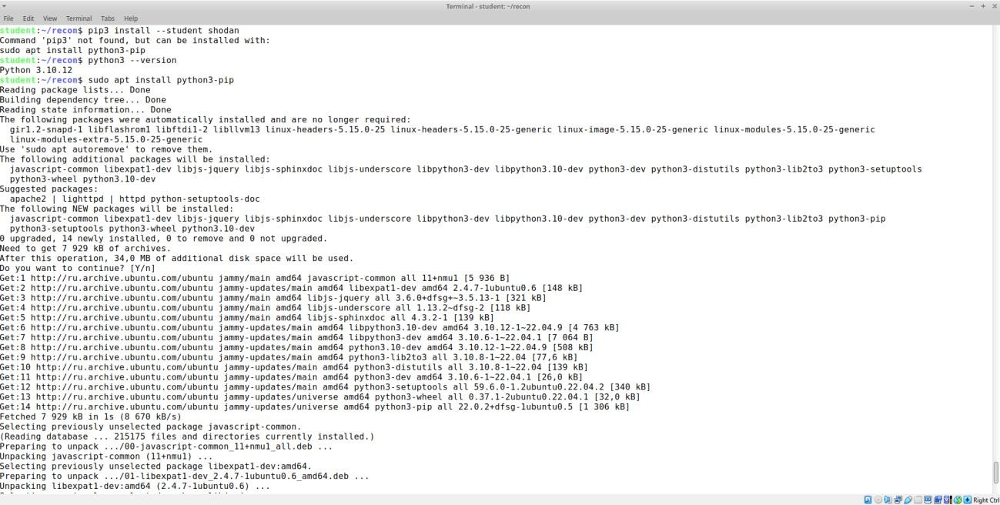 Terminal - student: ~/recon
File Edit View Terminal Tabs Help
student:~/recon$ pip3 install --student shodan
Command 'pip3' not found, but can be installed with:
sudo apt install python3-pip
student:~/recon$ python3 --version
Python 3.10.12
student:~/recon$ sudo apt install python3-pip
Reading package lists... Done
Building dependency tree... Done
Reading state information... Done
The following packages were automatically installed and are no longer required:
  gir1.2-snapd-1 libflashrom1 libftdi1-2 libllvm13 linux-headers-5.15.0-25 linux-headers-5.15.0-25-generic linux-image-5.15.0-25-generic linux-modules-5.15.0-25-generic
  linux-modules-extra-5.15.0-25-generic
Use 'sudo apt autoremove' to remove them.
The following additional packages will be installed:
  javascript-common libexpat1-dev libjs-jquery libjs-sphinxdoc libjs-underscore libpython3-dev libpython3.10-dev python3-dev python3-distutils python3-lib2to3 python3-setuptools
  python3-wheel python3.10-dev
Suggested packages:
  apache2 | lighttpd | httpd python-setuptools-doc
The following NEW packages will be installed:
  javascript-common libexpat1-dev libjs-jquery libjs-sphinxdoc libjs-underscore libpython3-dev libpython3.10-dev python3-dev python3-distutils python3-lib2to3 python3-pip
  python3-setuptools python3-wheel python3.10-dev
0 upgraded, 14 newly installed, 0 to remove and 0 not upgraded.
Need to get 7 929 kB of archives.
After this operation, 34,0 MB of additional disk space will be used.
Do you want to continue? [Y/n]
Get:1 http://ru.archive.ubuntu.com/ubuntu jammy/main amd64 javascript-common all 11+nmu1 [5 936 B]
Get:2 http://ru.archive.ubuntu.com/ubuntu jammy-updates/main amd64 libexpat1-dev amd64 2.4.7-1ubuntu0.6 [148 kB]
Get:3 http://ru.archive.ubuntu.com/ubuntu jammy/main amd64 libjs-jquery all 3.6.0+dfsg+~3.5.13-1 [321 kB]
Get:4 http://ru.archive.ubuntu.com/ubuntu jammy/main amd64 libjs-underscore all 1.13.2~dfsg-2 [118 kB]
Get:5 http://ru.archive.ubuntu.com/ubuntu jammy/main amd64 libjs-sphinxdoc all 4.3.2-1 [139 kB]
Get:6 http://ru.archive.ubuntu.com/ubuntu jammy-updates/main amd64 libpython3.10-dev amd64 3.10.12-1~22.04.9 [4 763 kB]
Get:7 http://ru.archive.ubuntu.com/ubuntu jammy-updates/main amd64 libpython3-dev amd64 3.10.6-1~22.04.1 [7 064 B]
Get:8 http://ru.archive.ubuntu.com/ubuntu jammy-updates/main amd64 python3.10-dev amd64 3.10.12-1~22.04.9 [508 kB]
Get:9 http://ru.archive.ubuntu.com/ubuntu jammy-updates/main amd64 python3-lib2to3 all 3.10.8-1~22.04 [77,6 kB]
Get:10 http://ru.archive.ubuntu.com/ubuntu jammy-updates/main amd64 python3-distutils all 3.10.8-1~22.04 [139 kB]
Get:11 http://ru.archive.ubuntu.com/ubuntu jammy-updates/main amd64 python3-dev amd64 3.10.6-1~22.04.1 [26,0 kB]
Get:12 http://ru.archive.ubuntu.com/ubuntu jammy-updates/main amd64 python3-setuptools all 59.6.0-1.2ubuntu0.22.04.2 [340 kB]
Get:13 http://ru.archive.ubuntu.com/ubuntu jammy-updates/universe amd64 python3-wheel all 0.37.1-2ubuntu0.22.04.1 [32,0 kB]
Get:14 http://ru.archive.ubuntu.com/ubuntu jammy-updates/universe amd64 python3-pip all 22.0.2+dfsg-1ubuntu0.5 [1 306 kB]
Fetched 7 929 kB in 1s (8 670 kB/s)
Selecting previously unselected package javascript-common.
(Reading database ... 215175 files and directories currently installed.)
Preparing to unpack .../00-javascript-common_11+nmu1_all.deb ...
Unpacking javascript-common (11+nmu1) ...
Selecting previously unselected package libexpat1-dev:amd64.
Preparing to unpack .../01-libexpat1-dev_2.4.7-1ubuntu0.6_amd64.deb ...
Unpacking libexpat1-dev:amd64 (2.4.7-1ubuntu0.6) ...
Right Ctrl